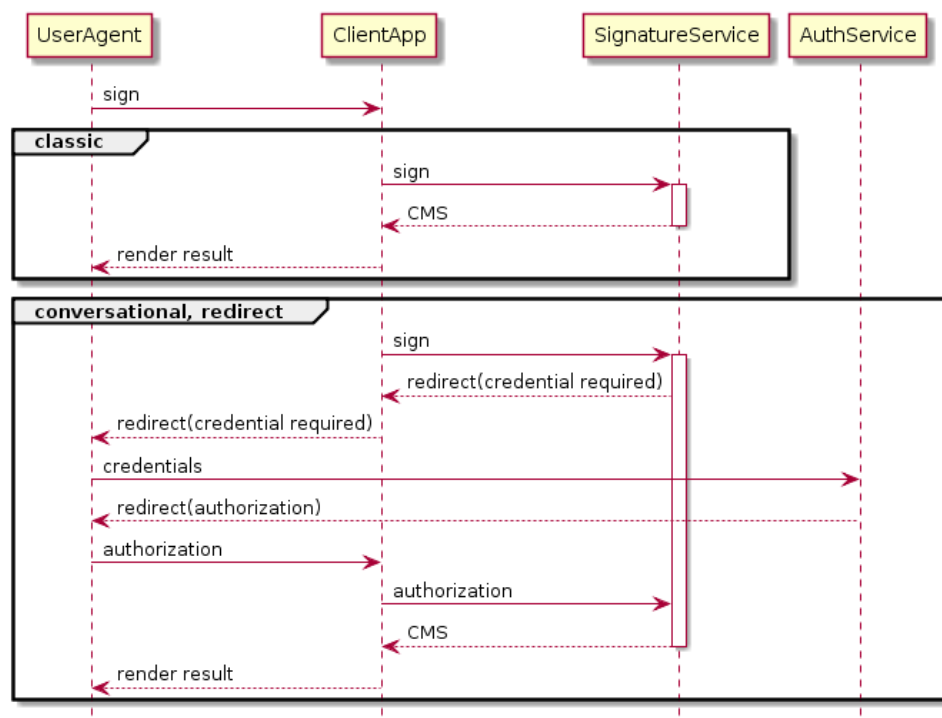 UserAgent ClientApp SignatureService AuthService
sign
classic
sign
CMS
render result
conversational, redirect
sign
redirect(credential required)
redirect(credential required)
credentials
redirect(authorization)
authorization
authorization
CMS
render result